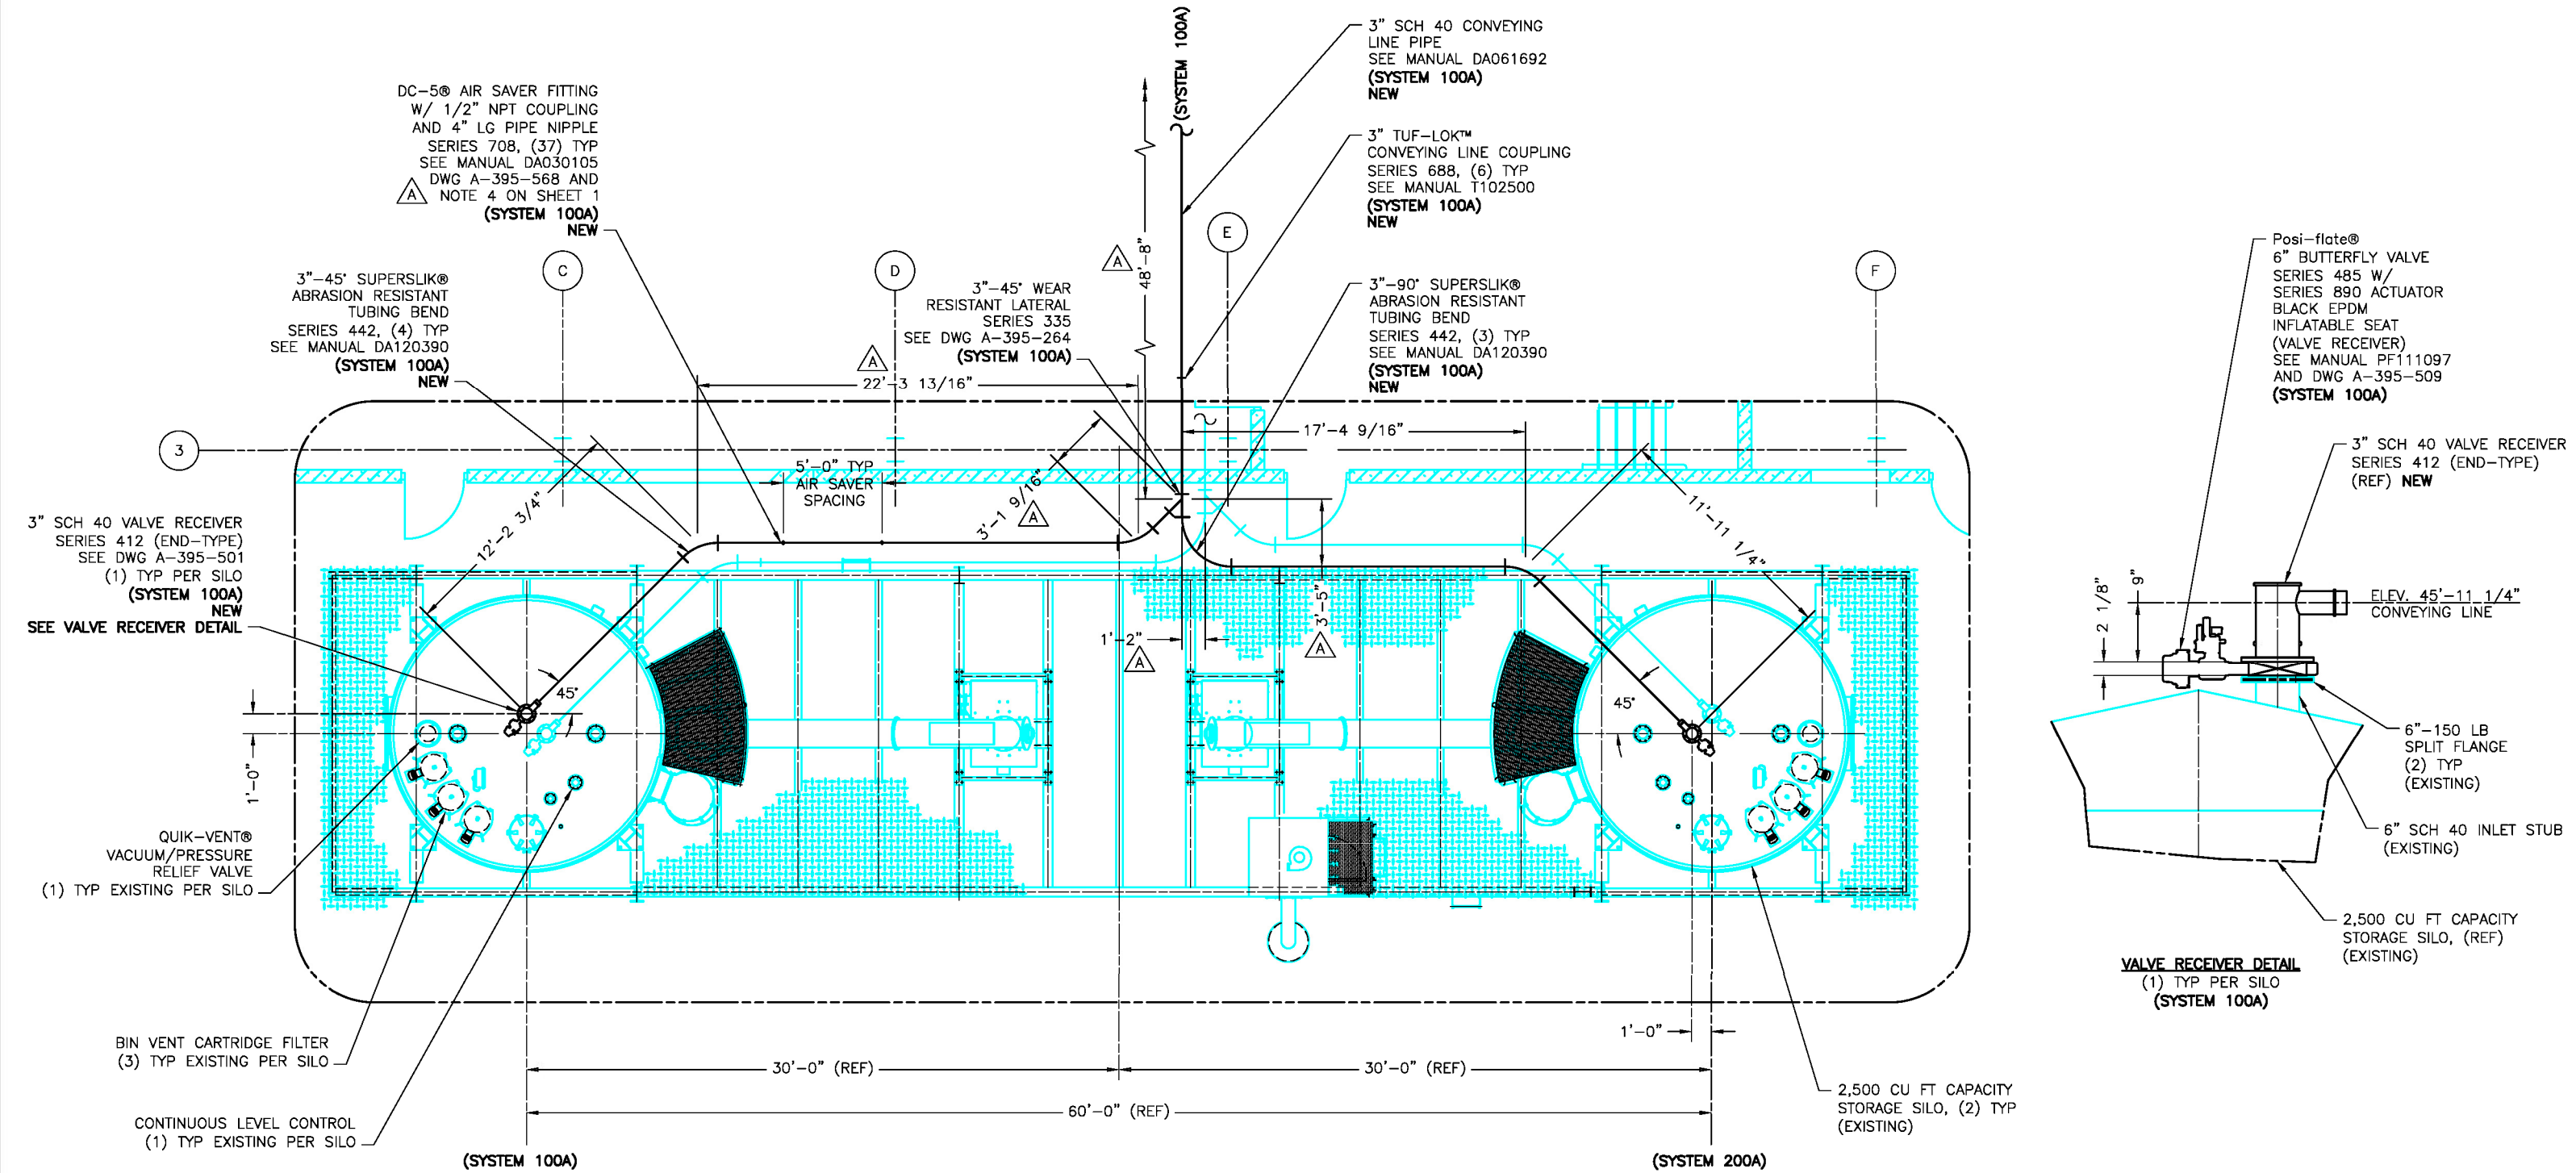 (SYSTEM 100A)
3" SCH 40 CONVEYING
LINE PIPE
SEE MANUAL DA061692
(SYSTEM 100A)
NEW
DC-5® AIR SAVER FITTING
W/ 1/2" NPT COUPLING
AND 4" LG PIPE NIPPLE
SERIES 708, (37) TYP
SEE MANUAL DA030105
DWG A-395-568 AND
A NOTE 4 ON SHEET 1
(SYSTEM 100A)
NEW
3" TUF-LOK™
CONVEYING LINE COUPLING
SERIES 688, (6) TYP
SEE MANUAL T102500
(SYSTEM 100A)
NEW
C
D
E
F
3
A
48'-8"
3"-45° SUPERSLIK®
ABRASION RESISTANT
TUBING BEND
SERIES 442, (4) TYP
SEE MANUAL DA120390
(SYSTEM 100A)
NEW
3"-45° WEAR
RESISTANT LATERAL
SERIES 335
SEE DWG A-395-264
(SYSTEM 100A)
3"-90° SUPERSLIK®
ABRASION RESISTANT
TUBING BEND
SERIES 442, (3) TYP
SEE MANUAL DA120390
(SYSTEM 100A)
NEW
A
22'-3 13/16"
17'-4 9/16"
5'-0" TYP
AIR SAVER
SPACING
12'-2 3/4"
3'-1 9/16"
A
11'-11 1/4"
3" SCH 40 VALVE RECEIVER
SERIES 412 (END-TYPE)
SEE DWG A-395-501
(1) TYP PER SILO
(SYSTEM 100A)
NEW
SEE VALVE RECEIVER DETAIL
3'-5"
A
1'-2"
A
45°
45°
1'-0"
QUIK-VENT®
VACUUM/PRESSURE
RELIEF VALVE
(1) TYP EXISTING PER SILO
BIN VENT CARTRIDGE FILTER
(3) TYP EXISTING PER SILO
CONTINUOUS LEVEL CONTROL
(1) TYP EXISTING PER SILO
1'-0"
30'-0" (REF)
30'-0" (REF)
60'-0" (REF)
2,500 CU FT CAPACITY
STORAGE SILO, (2) TYP
(EXISTING)
(SYSTEM 100A)
(SYSTEM 200A)
Posi-flate®
6" BUTTERFLY VALVE
SERIES 485 W/
SERIES 890 ACTUATOR
BLACK EPDM
INFLATABLE SEAT
(VALVE RECEIVER)
SEE MANUAL PF111097
AND DWG A-395-509
(SYSTEM 100A)
3" SCH 40 VALVE RECEIVER
SERIES 412 (END-TYPE)
(REF) NEW
9"
2 1/8"
ELEV. 45'-11 1/4"
CONVEYING LINE
6"-150 LB
SPLIT FLANGE
(2) TYP
(EXISTING)
6" SCH 40 INLET STUB
(EXISTING)
2,500 CU FT CAPACITY
STORAGE SILO, (REF)
(EXISTING)
VALVE RECEIVER DETAIL
(1) TYP PER SILO
(SYSTEM 100A)